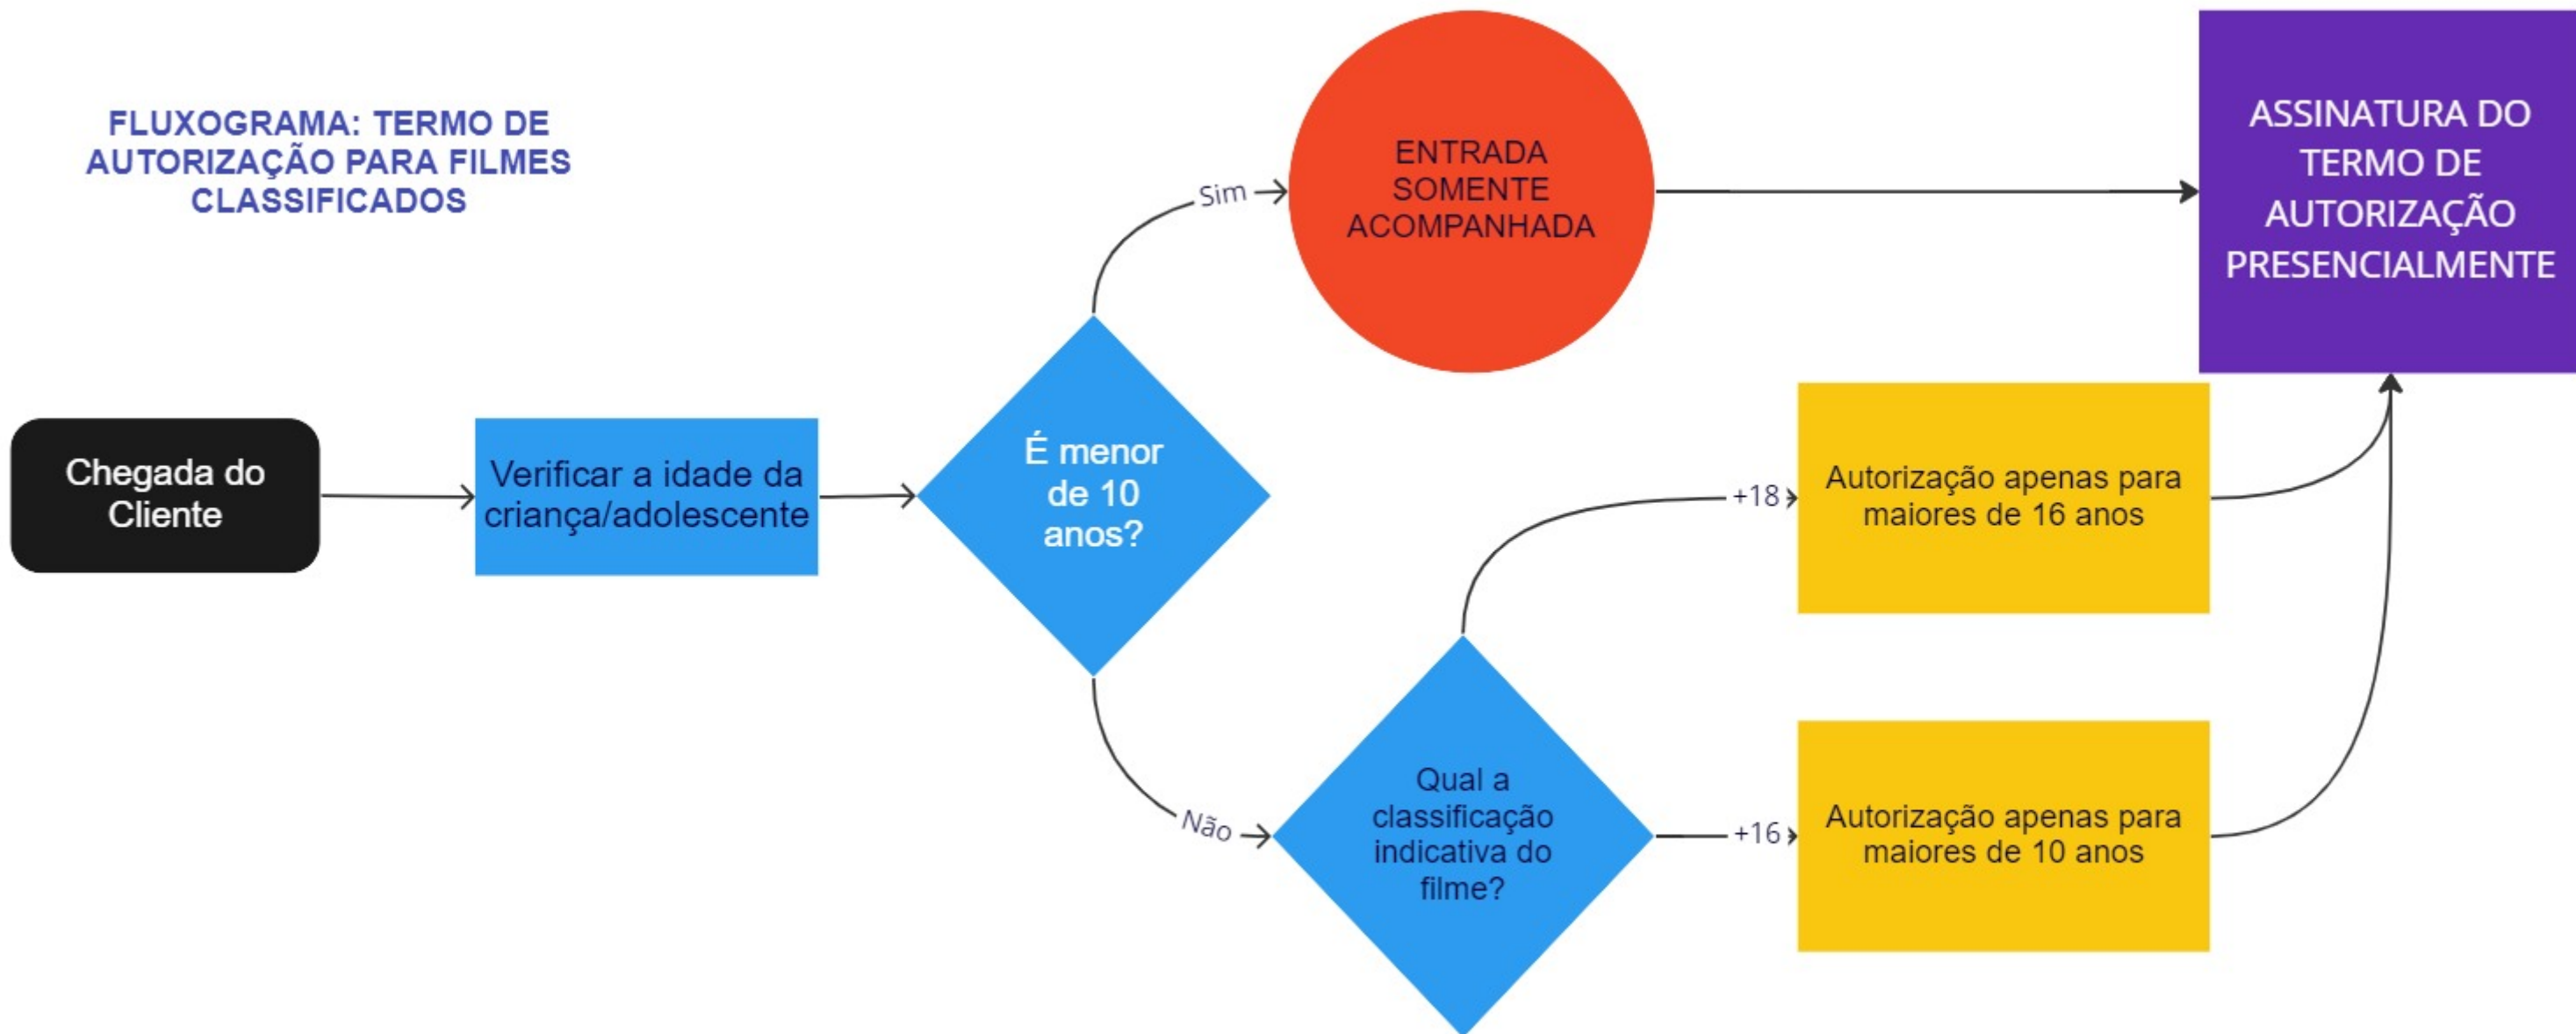 FLUXOGRAMA: TERMO DE
AUTORIZAÇÃO PARA FILMES
CLASSIFICADOS
Chegada do
Cliente
Verificar a idade da
criança/adolescente
É menor
de 10
anos?
Sim
ENTRADA
SOMENTE
ACOMPANHADA
ASSINATURA DO
TERMO DE
AUTORIZAÇÃO
PRESENCIALMENTE
Não
Qual a
classificação
indicativa do
filme?
+18
Autorização apenas para
maiores de 16 anos
+16
Autorização apenas para
maiores de 10 anos